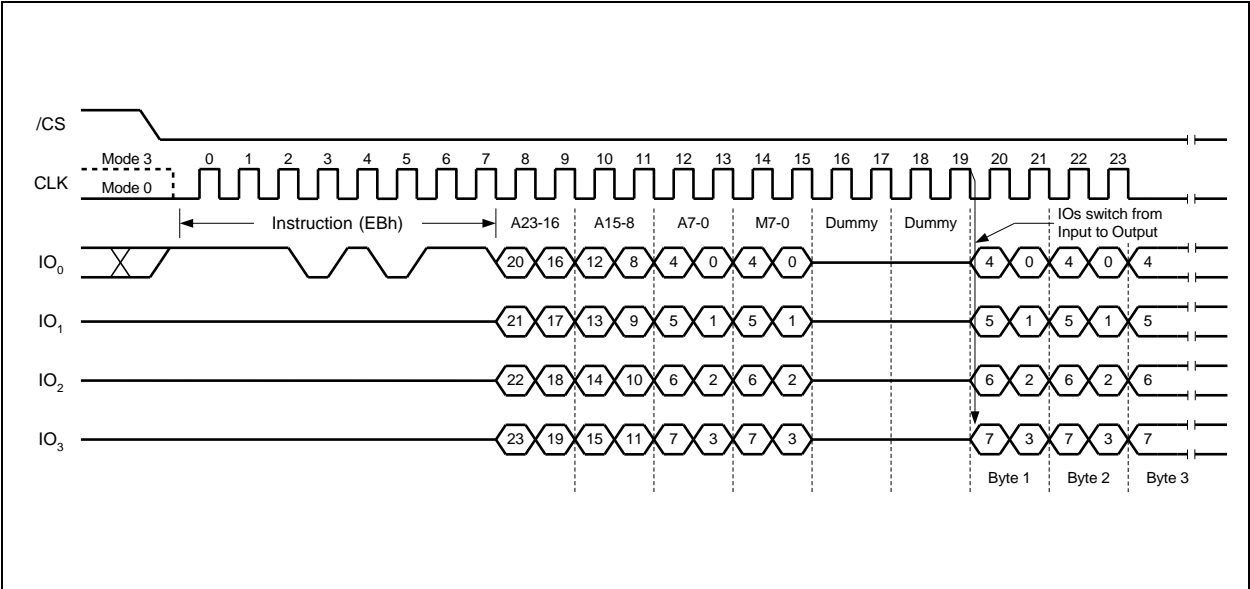 /CS
Mode 3 0 1 2 3 4 5 6 7 8 9 10 11 12 13 14 15 16 17 18 19 20 21 22 23
CLK
Mode 0
Instruction (EBh) A23-16 A15-8 A7-0 M7-0 Dummy Dummy IOs switch from
Input to Output
IO0 20 16 12 8 4 0 4 0 4 0 4 0 4
IO1 21 17 13 9 5 1 5 1 5 1 5 1 5
IO2 22 18 14 10 6 2 6 2 6 2 6 2 6
IO3 23 19 15 11 7 3 7 3 7 3 7 3 7
Byte 1 Byte 2 Byte 3